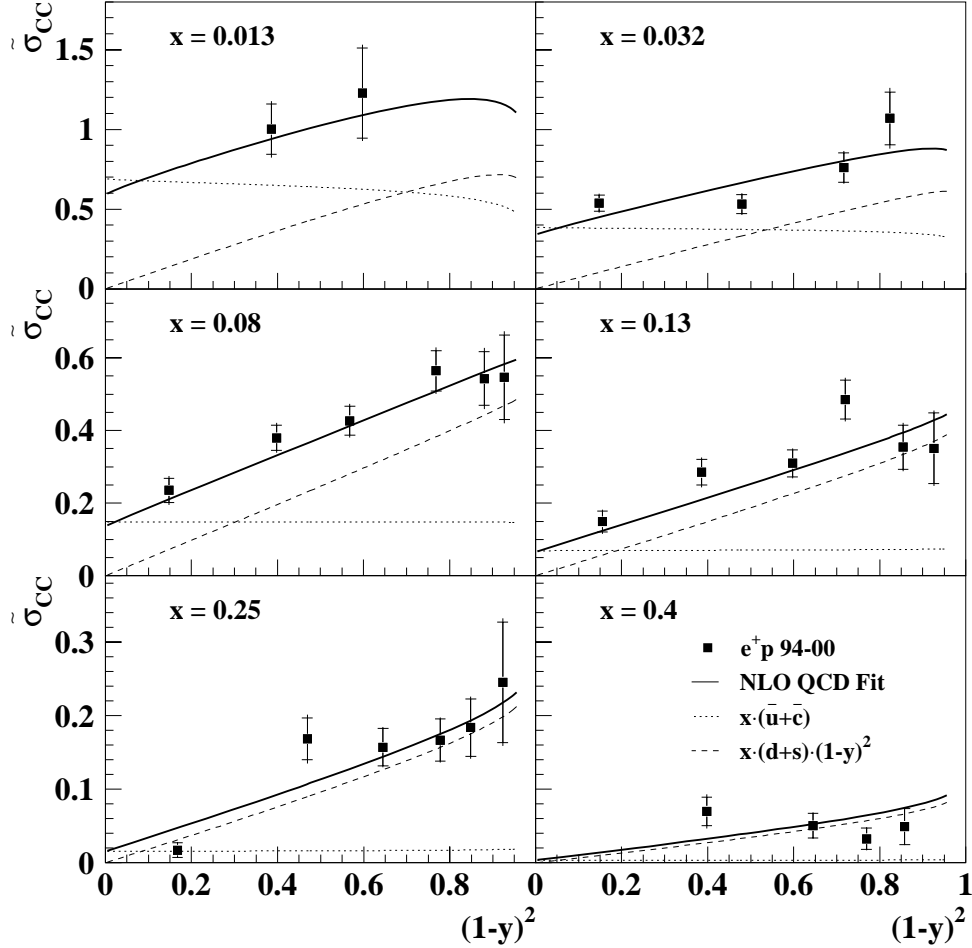 σ̃CC
x = 0.013
x = 0.032
1.5
1
0.5
0
σ̃CC
x = 0.08
x = 0.13
0.6
0.4
0.2
0
σ̃CC
x = 0.25
x = 0.4
0.3
0.2
0.1
0
e⁺p 94-00
NLO QCD Fit
x·(ū+c̄)
x·(d+s)·(1-y)²
0 0.2 0.4 0.6 0.8 0 0.2 0.4 0.6 0.8 1
(1-y)² (1-y)²